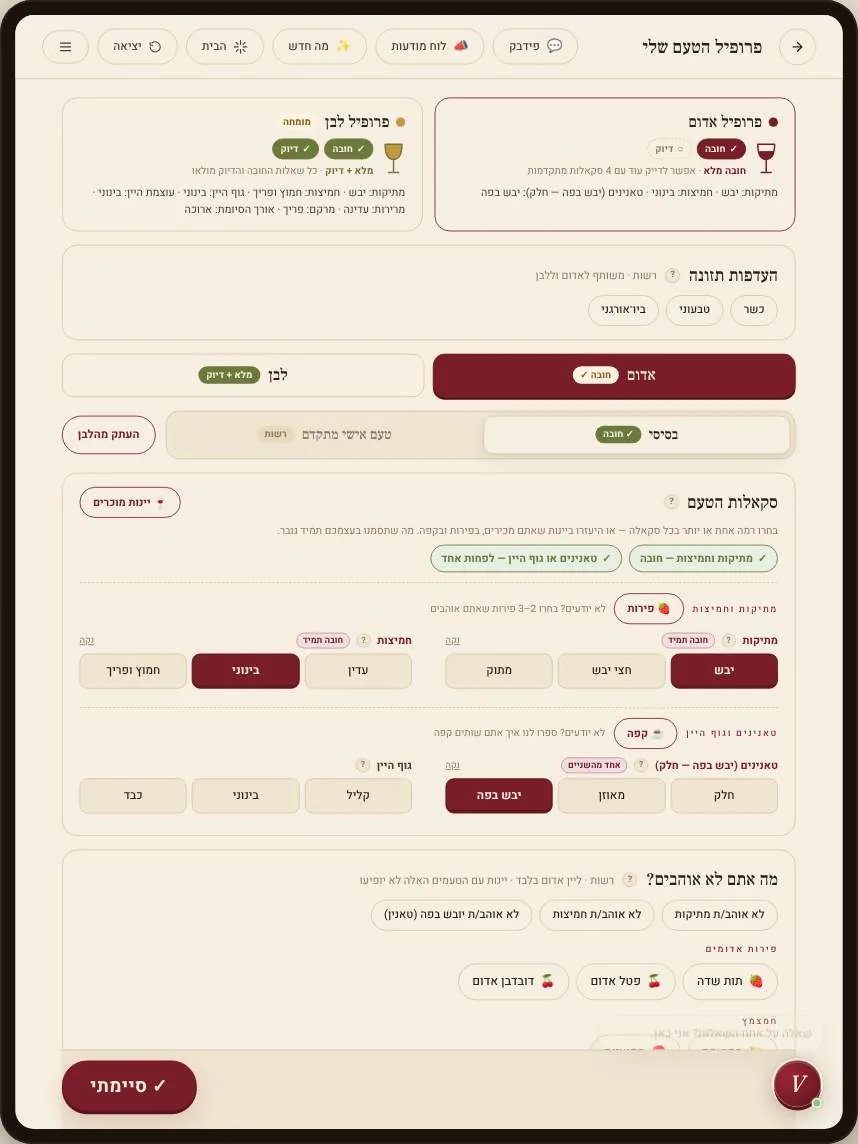 פרופיל הטעם שלי
פידבק
לוח מודעות
מה חדש
הבית
יציאה
פרופיל אדום
✓ חובה
○ דיוק
חובה מלא · אפשר לדייק עוד עם 4 סקאלות מתקדמות
מתיקות: יבש · חמיצות: בינוני · טאנינים (יבש בפה – חלק): יבש בפה
פרופיל לבן
מומחה
✓ חובה
✓ דיוק
מלא + דיוק · כל שאלות החובה והדיוק מולאו
מתיקות: יבש · חמיצות: חמוץ ופריך · גוף היין: בינוני · עוצמת היין: בינוני ·
מרירות: עדינה · מרקם: פריך · אורך הסיומת: ארוכה
העדפות תזונה
?
רשות · משותף לאדום וללבן
כשר
טבעוני
ביו־אורגני
אדום
חובה ✓
לבן
מלא + דיוק
בסיסי
✓ חובה
טעם אישי מתקדם
רשות
העתק מהלבן
סקאלות הטעם
?
יינות מוכרים
בחרו רמה אחת או יותר בכל סקאלה — או היעזרו ביינות שאתם מכירים, בפירות ובקפה. מה שתסמנו בעצמכם תמיד גובר.
✓ מתיקות וחמיצות — חובה
✓ טאנינים או גוף היין — לפחות אחד
מתיקות וחמיצות
פירות
לא יודעים? בחרו 2–3 פירות שאתם אוהבים
מתיקות
?
חובה תמיד
נקה
חמיצות
?
חובה תמיד
נקה
יבש
חצי יבש
מתוק
עדין
בינוני
חמוץ ופריך
טאנינים וגוף היין
קפה
לא יודעים? ספרו לנו איך אתם שותים קפה
טאנינים (יבש בפה – חלק)
?
אחד מהשניים
נקה
גוף היין
?
חלק
מאוזן
יבש בפה
קליל
בינוני
כבד
מה אתם לא אוהבים?
?
רשות · ליין אדום בלבד · יינות עם הטעמים האלה לא יופיעו
לא אוהב/ת מתיקות
לא אוהב/ת חמיצות
לא אוהב/ת יובש בפה (טאנין)
פירות אדומים
תות שדה
פטל אדום
דובדבן אדום
חמצמץ
שאלה על אחת השאלות? אני כאן.
✓ סיימתי
V